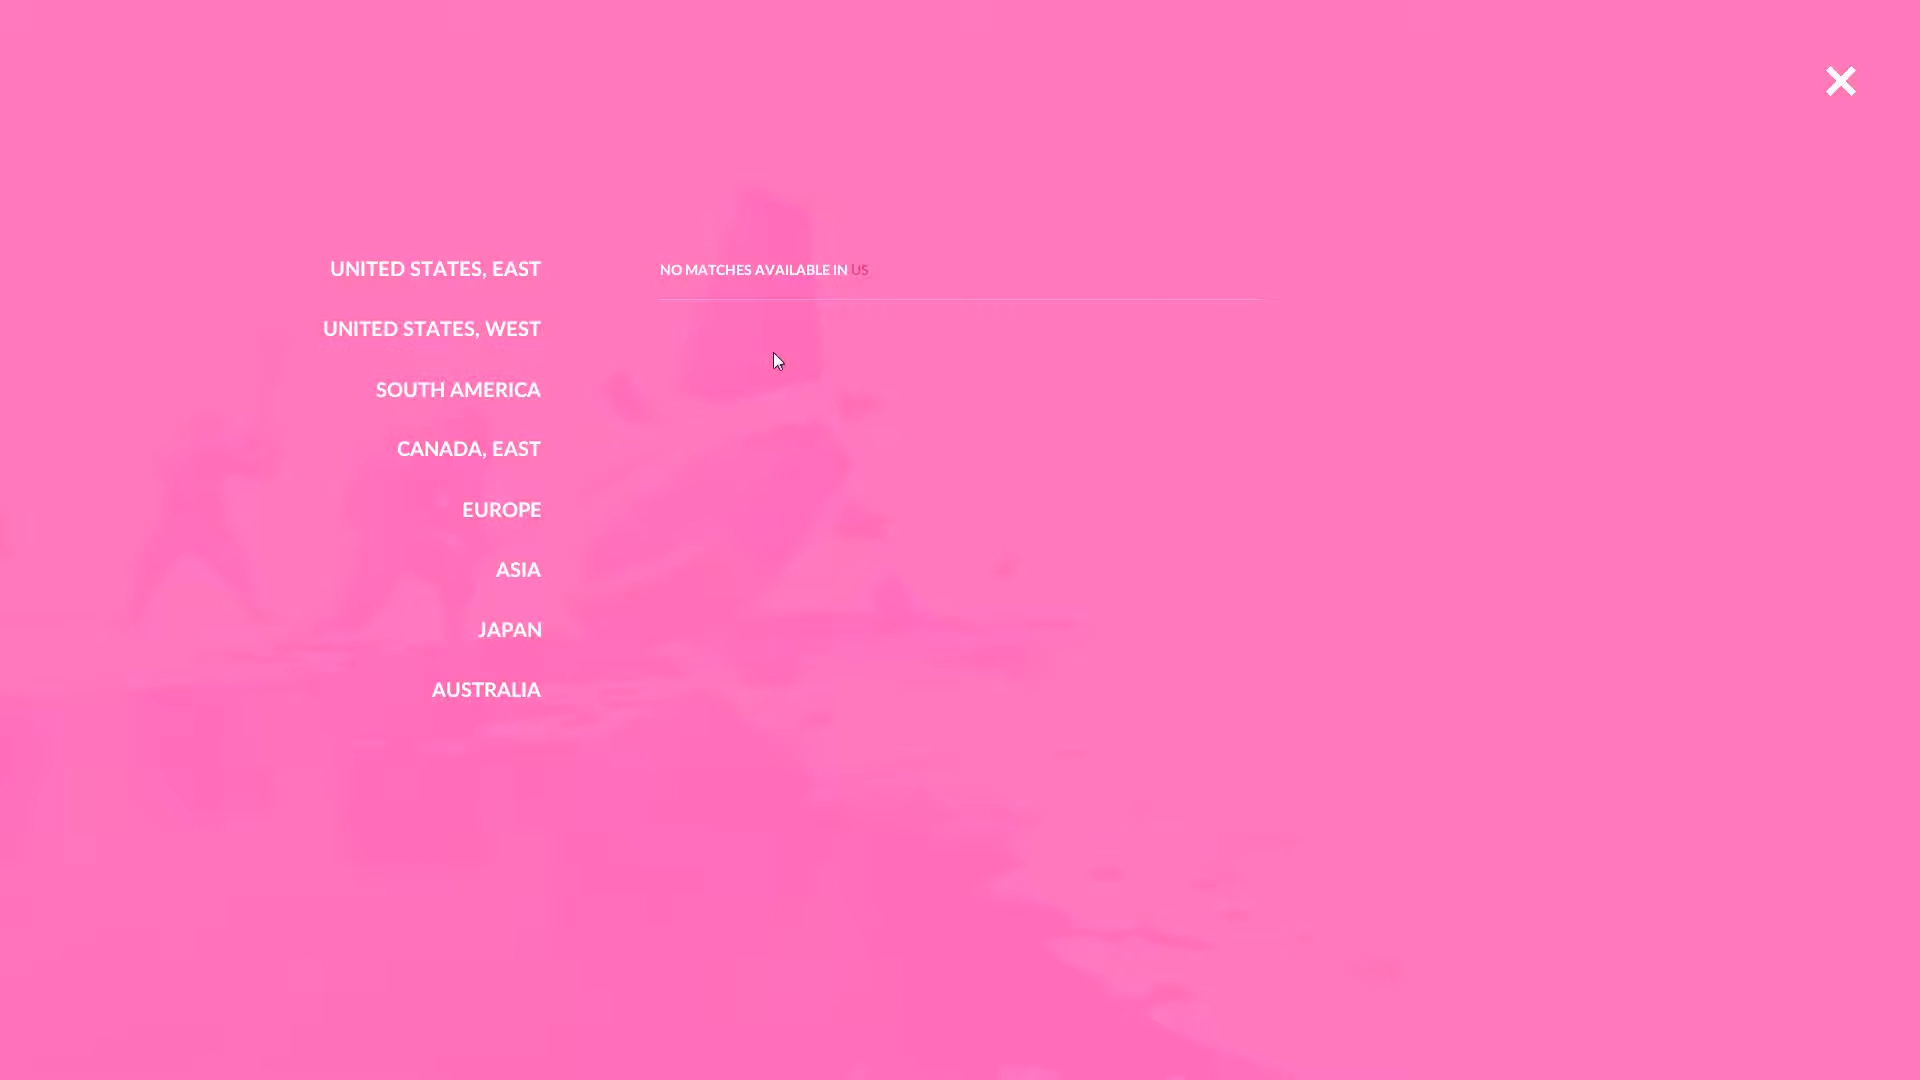 UNITED STATES, EAST
NO MATCHES AVAILABLE IN US
UNITED STATES, WEST
SOUTH AMERICA
CANADA, EAST
EUROPE
ASIA
JAPAN
AUSTRALIA